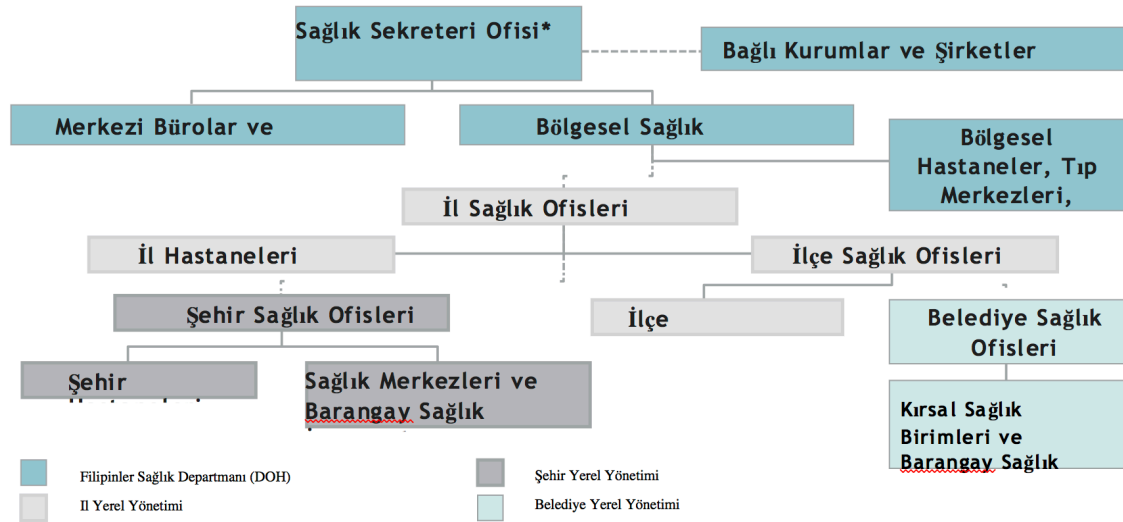 Sağlık Sekreteri Ofisi*
Bağlı Kurumlar ve Şirketler
Merkezi Bürolar ve
Bölgesel Sağlık
Bölgesel
Hastaneler, Tıp
Merkezleri,
İl Sağlık Ofisleri
İl Hastaneleri
İlçe Sağlık Ofisleri
Şehir Sağlık Ofisleri
İlçe
Belediye Sağlık
Ofisleri
Şehir
Sağlık Merkezleri ve
Barangay Sağlık
Kırsal Sağlık
Birimleri ve
Barangay Sağlık
Filipinler Sağlık Departmanı (DOH)
Şehir Yerel Yönetimi
Il Yerel Yönetimi
Belediye Yerel Yönetimi